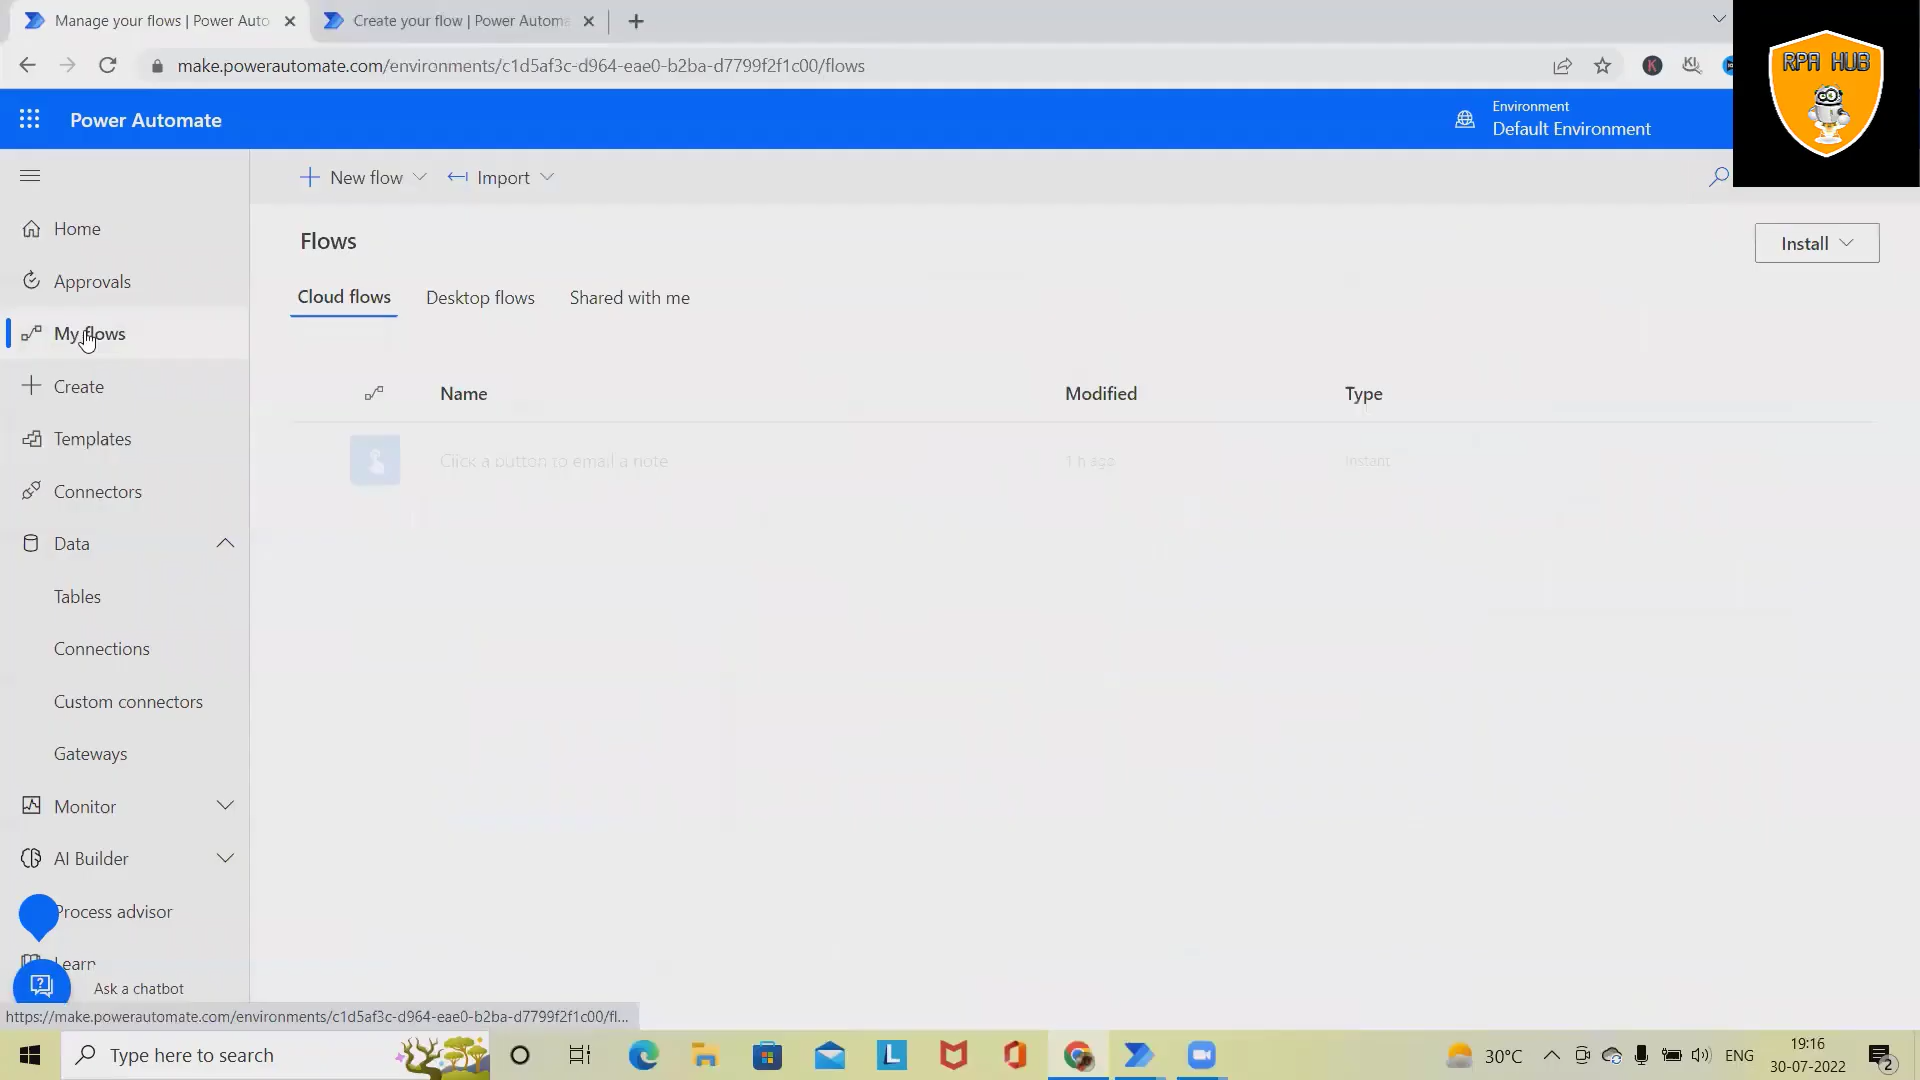 Manage your flows | Power Auto
Create your flow | Power Autom
make.powerautomate.com/environments/c1d5af3c-d964-eae0-b2ba-d7799f2f1c00/flows
K
KL
RPA HUB
Power Automate
Environment
Default Environment
New flow
Import
Home
Flows
Install
Approvals
Cloud flows
Desktop flows
Shared with me
My flows
Create
Name
Modified
Type
Templates
Click a button to email a note
1 h ago
Instant
Connectors
Data
Tables
Connections
Custom connectors
Gateways
Monitor
AI Builder
Process advisor
Learn
Ask a chatbot
https://make.powerautomate.com/environments/c1d5af3c-d964-eae0-b2ba-d7799f2f1c00/fl...
Type here to search
L
30°C
ENG
19:16
30-07-2022
2